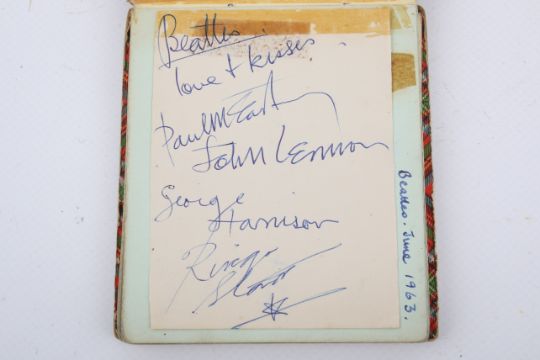 Beatles
love + kisses
Paul McCartney
John Lennon
George
Harrison
Ringo
Starr
Beatles. June 1963.